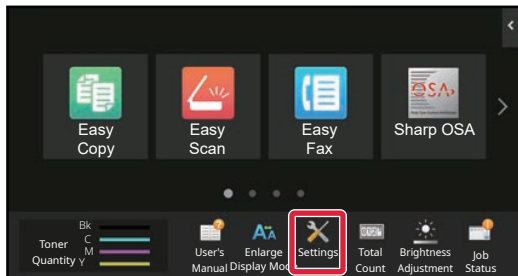 Easy
Copy
Easy
Scan
Easy
Fax
OSA
Sharp OSA
Toner
Quantity
Bk
C
M
Y
User's
Manual
Enlarge
Display Mode
Settings
Total
Count
Brightness
Adjustment
Job
Status